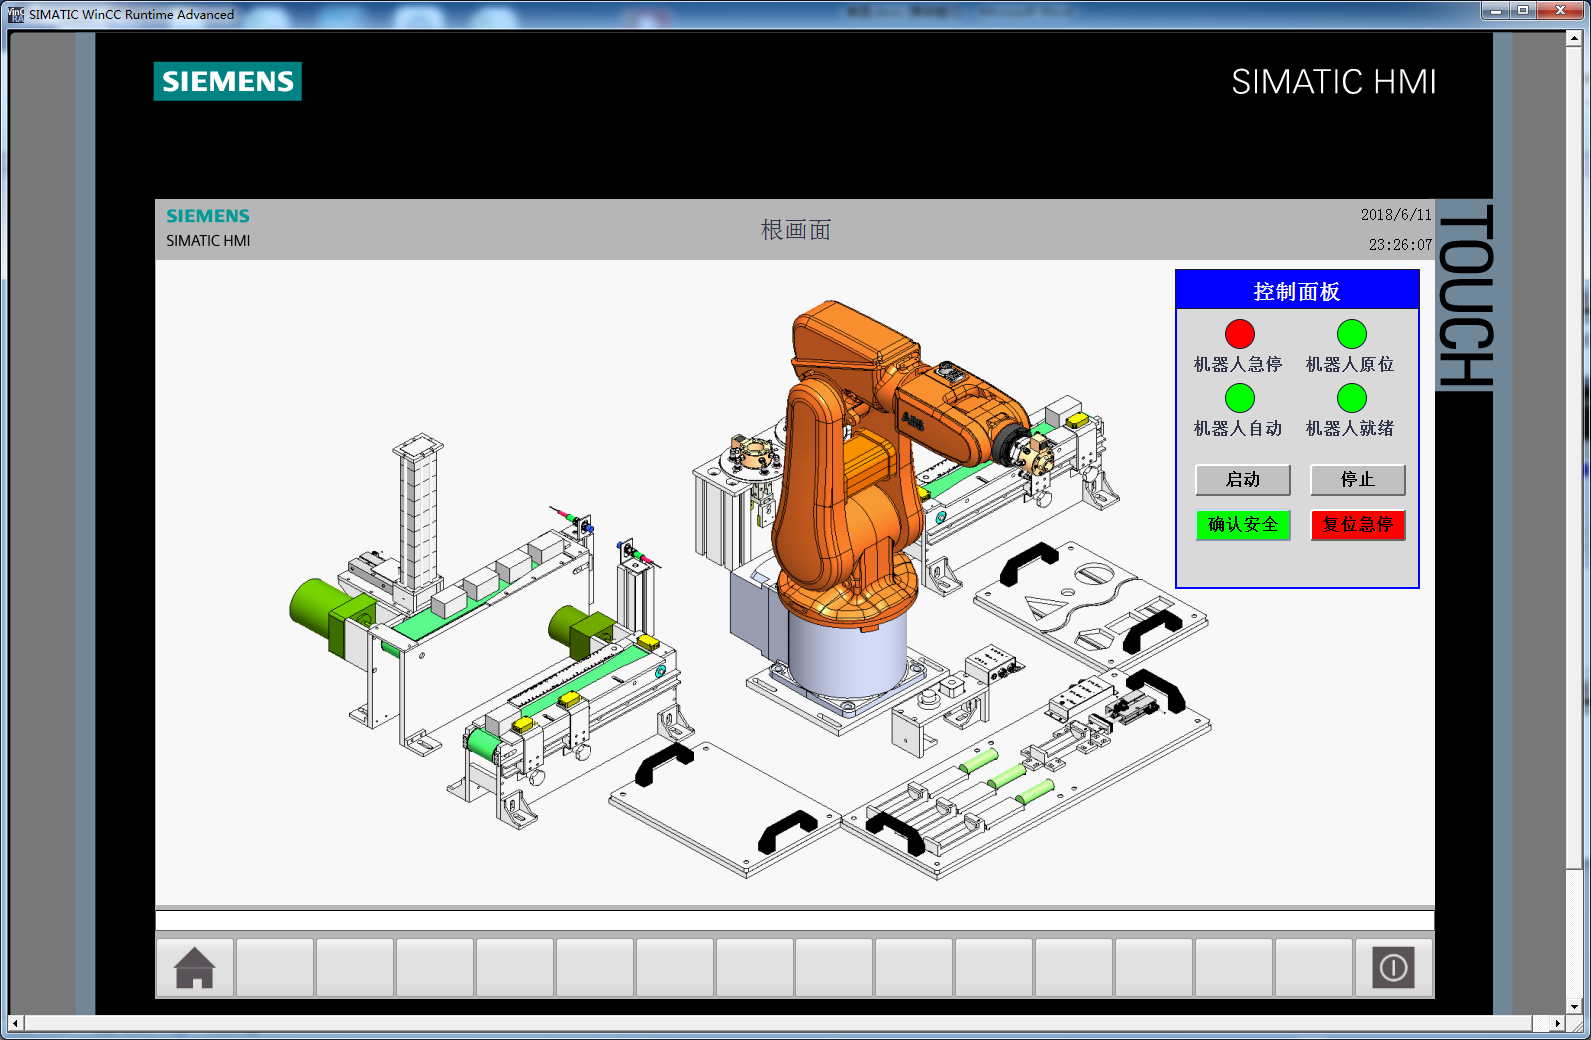 SIMATIC WinCC Runtime Advanced
SIEMENS
SIMATIC HMI
SIEMENS
SIMATIC HMI
根画面
2018/6/11
23:26:07
TOUCH
控制面板
机器人急停
机器人原位
机器人自动
机器人就绪
启动
停止
确认安全
复位急停
ABB